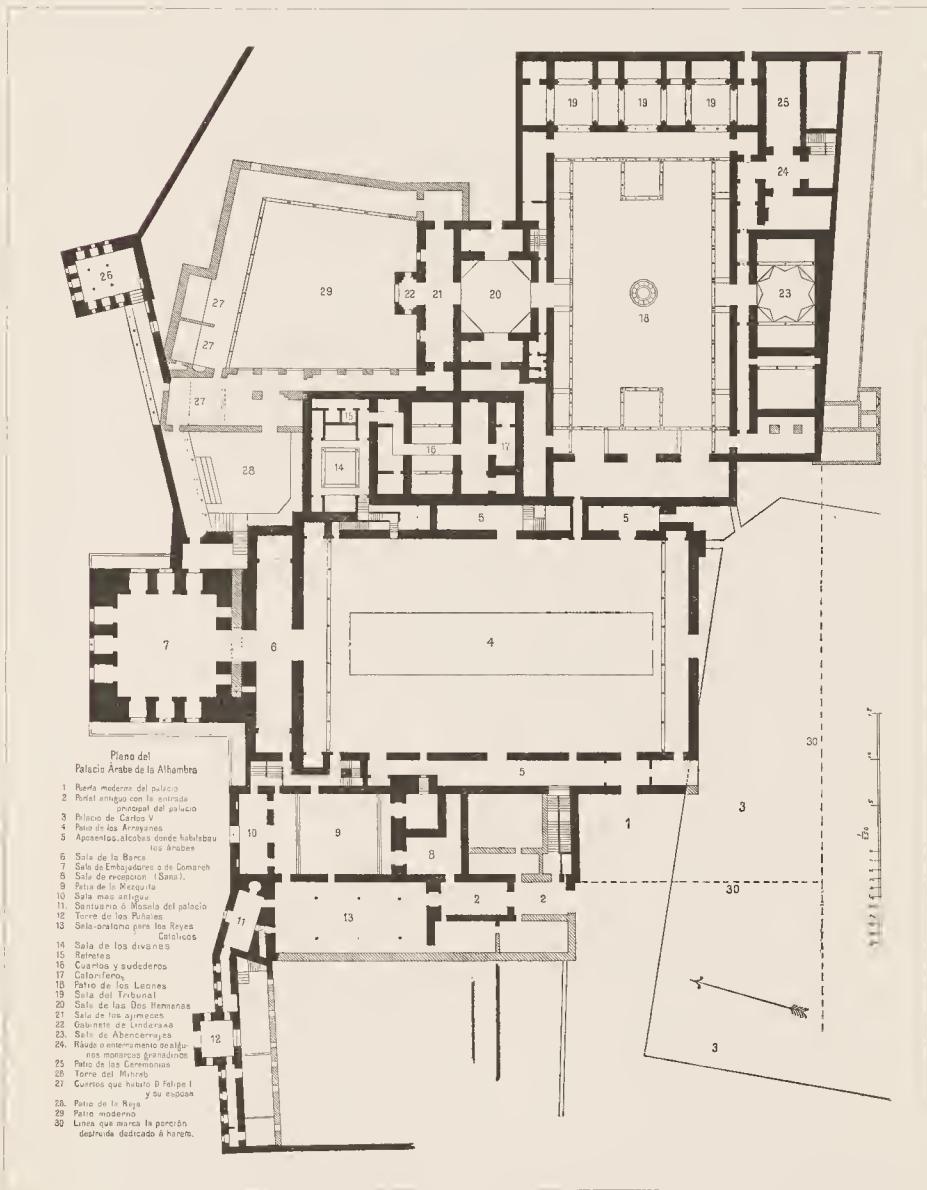 19 19 19 25
24
26
29
22 21 20
18
23
27
27
27
15
16
17
14
28
5 5
7
6
4
30
3
5
1
10
9
8
30
2 2
11
13
12
3
Plano del
Palacio Árabe de la Alhambra
1 Puerta moderna del palacio
2 Portal antiguo con la entrada
principal del palacio
3 Palacio de Carlos V
4 Patio de los Arrayanes
5 Aposentos, alcobas donde habitaban
los Arabes
6 Sala de la Barca
7 Sala de Embajadores o de Comareh
8 Sala de recepcion (Sana).
9 Patio de la Mezquita
10 Sala mas antigua
11. Santuario ó Mosala del palacio
12 Torre de los Puñales
13 Sala-oratorio para los Reyes
Católicos
14 Sala de los divanes
15 Retretes
16 Cuartos y sudederos
17 Caloriferos
18 Patio de los Leones
19 Sala del Tribunal
20 Sala de las Dos Hermanas
21 Sala de los ajimeces
22 Gabinete de Lindaraxa
23. Sala de Abencerrajes
24. Ráuda o enterramiento de algu-
nos monarcas granadinos
25 Patio de las Ceremonias
26 Torre del Mihrab
27 Cuartos que habitó D Felipe I
y su esposa
28. Patio de la Reja
29 Patio moderno
30 Linea que marca la porción
destruida dedicado á harem.